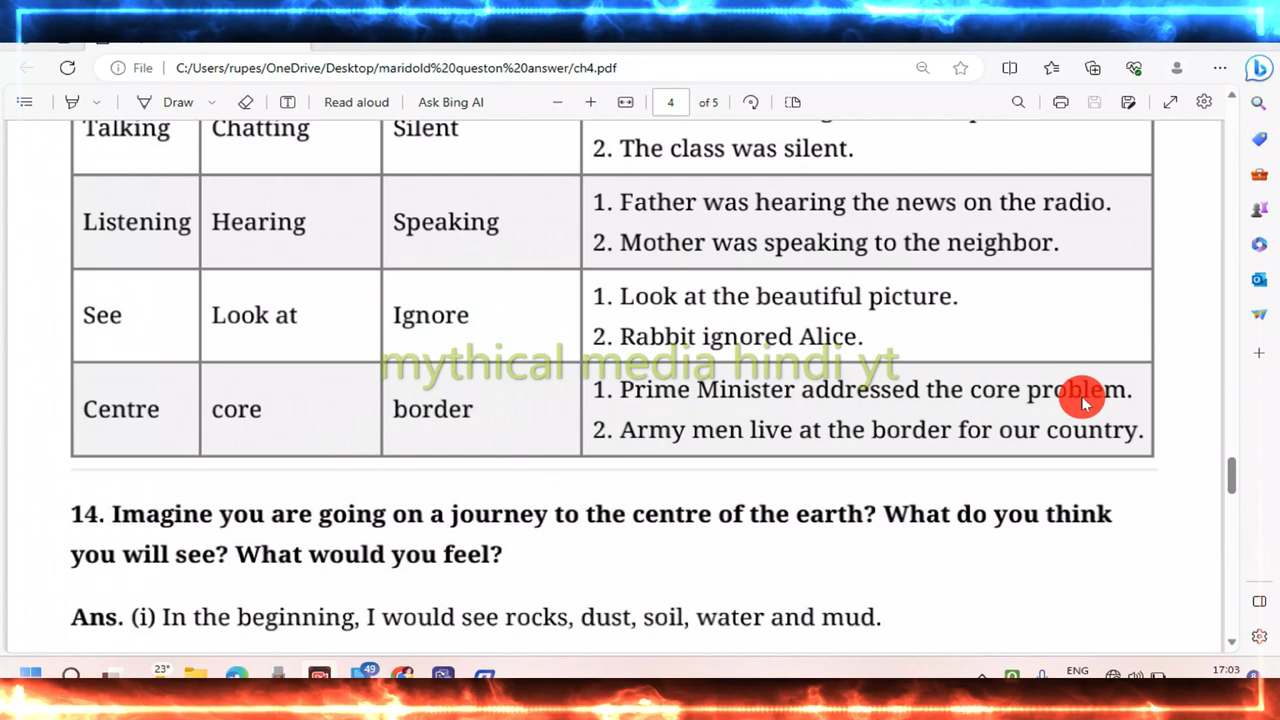 File C:/Users/rupes/OneDrive/Desktop/maridold%20queston%20answer/ch4.pdf
Draw Read aloud Ask Bing AI 4 of 5
Talking Chatting Silent
2. The class was silent.
Listening Hearing Speaking 1. Father was hearing the news on the radio.
2. Mother was speaking to the neighbor.
See Look at Ignore 1. Look at the beautiful picture.
2. Rabbit ignored Alice.
mythical media hindi yt
Centre core border 1. Prime Minister addressed the core problem.
2. Army men live at the border for our country.
14. Imagine you are going on a journey to the centre of the earth? What do you think
you will see? What would you feel?
Ans. (i) In the beginning, I would see rocks, dust, soil, water and mud.
23° 49 ENG 17:03